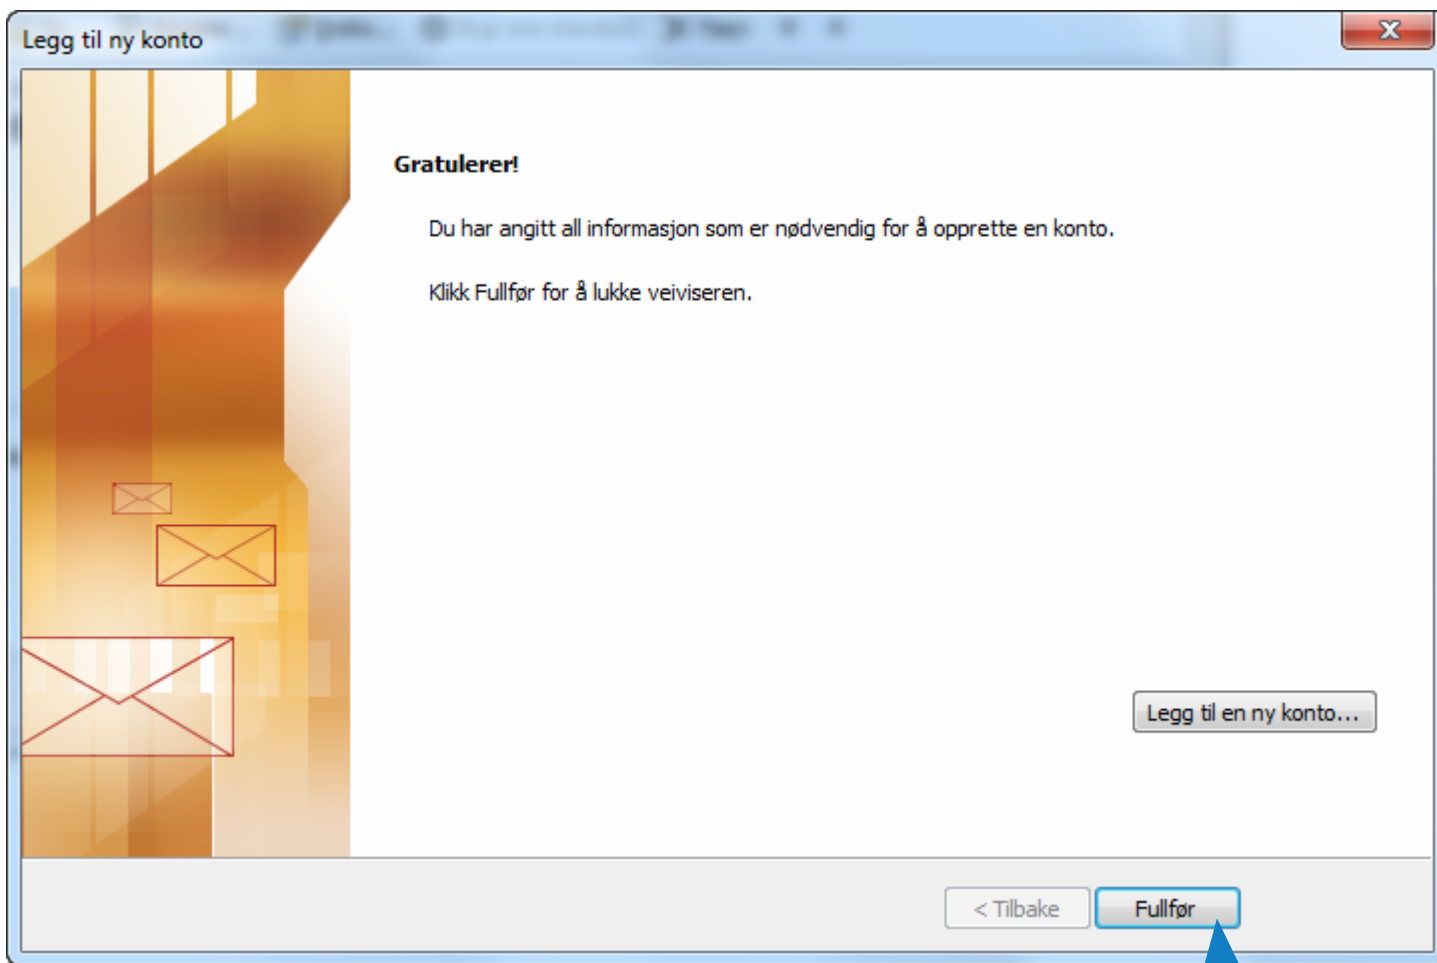 Legg til ny konto
Gratulerer!
Du har angitt all informasjon som er nødvendig for å opprette en konto.
Klikk Fullfør for å lukke veiviseren.
Legg til en ny konto...
< Tilbake
Fullfør